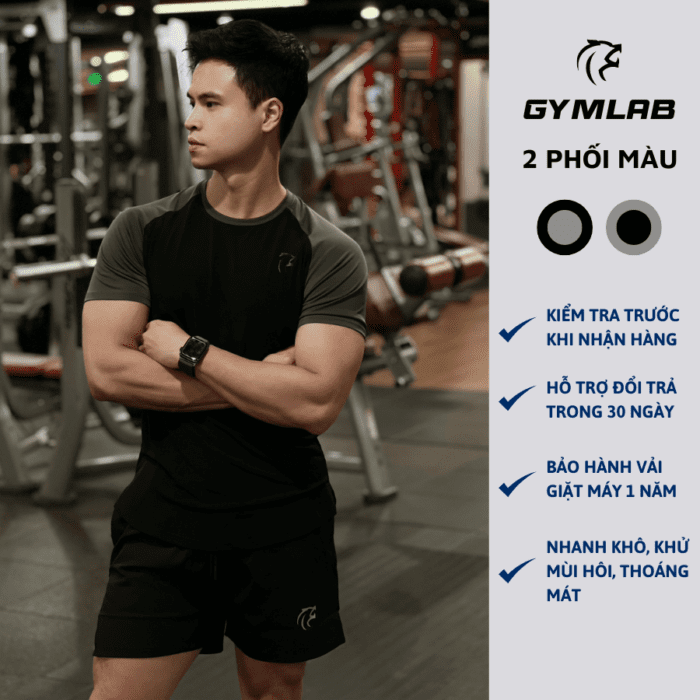 GYMLAB
2 PHỐI MÀU
KIỂM TRA TRƯỚC
KHI NHẬN HÀNG
HỖ TRỢ ĐỔI TRẢ
TRONG 30 NGÀY
BẢO HÀNH VẢI
GIẶT MÁY 1 NĂM
NHANH KHÔ, KHỬ
MÙI HÔI, THOÁNG
MÁT